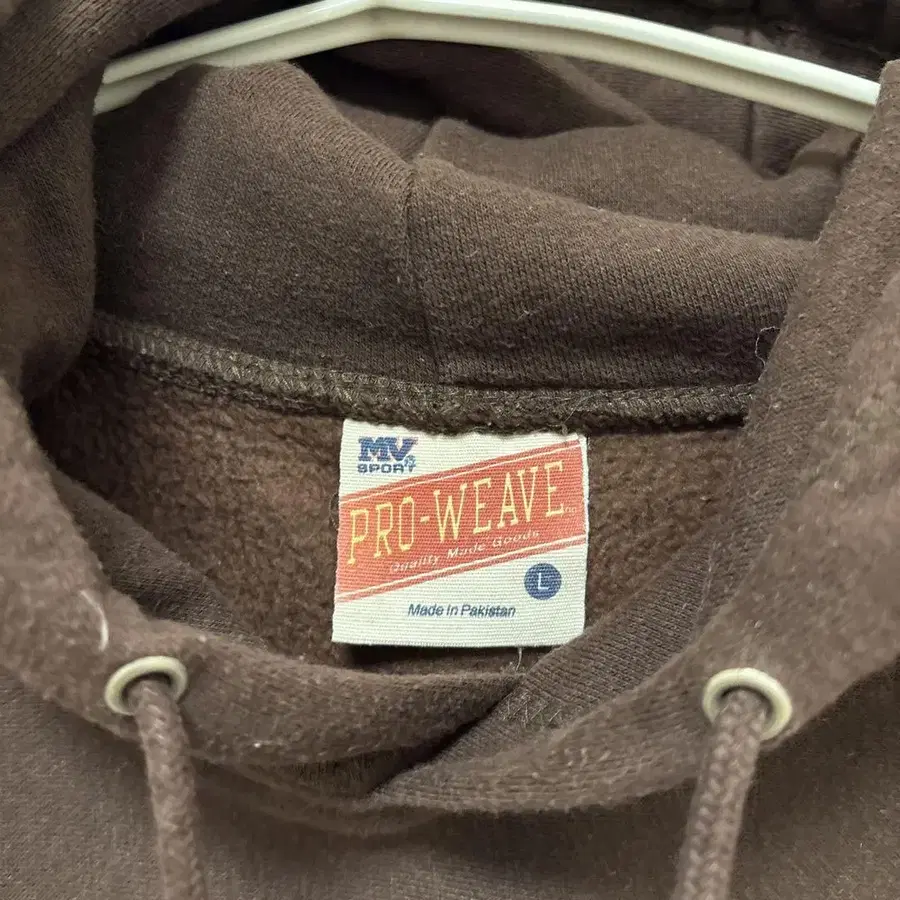 MV
SPORT
PRO-WEAVE
Quality Made Goods
L
Made In Pakistan